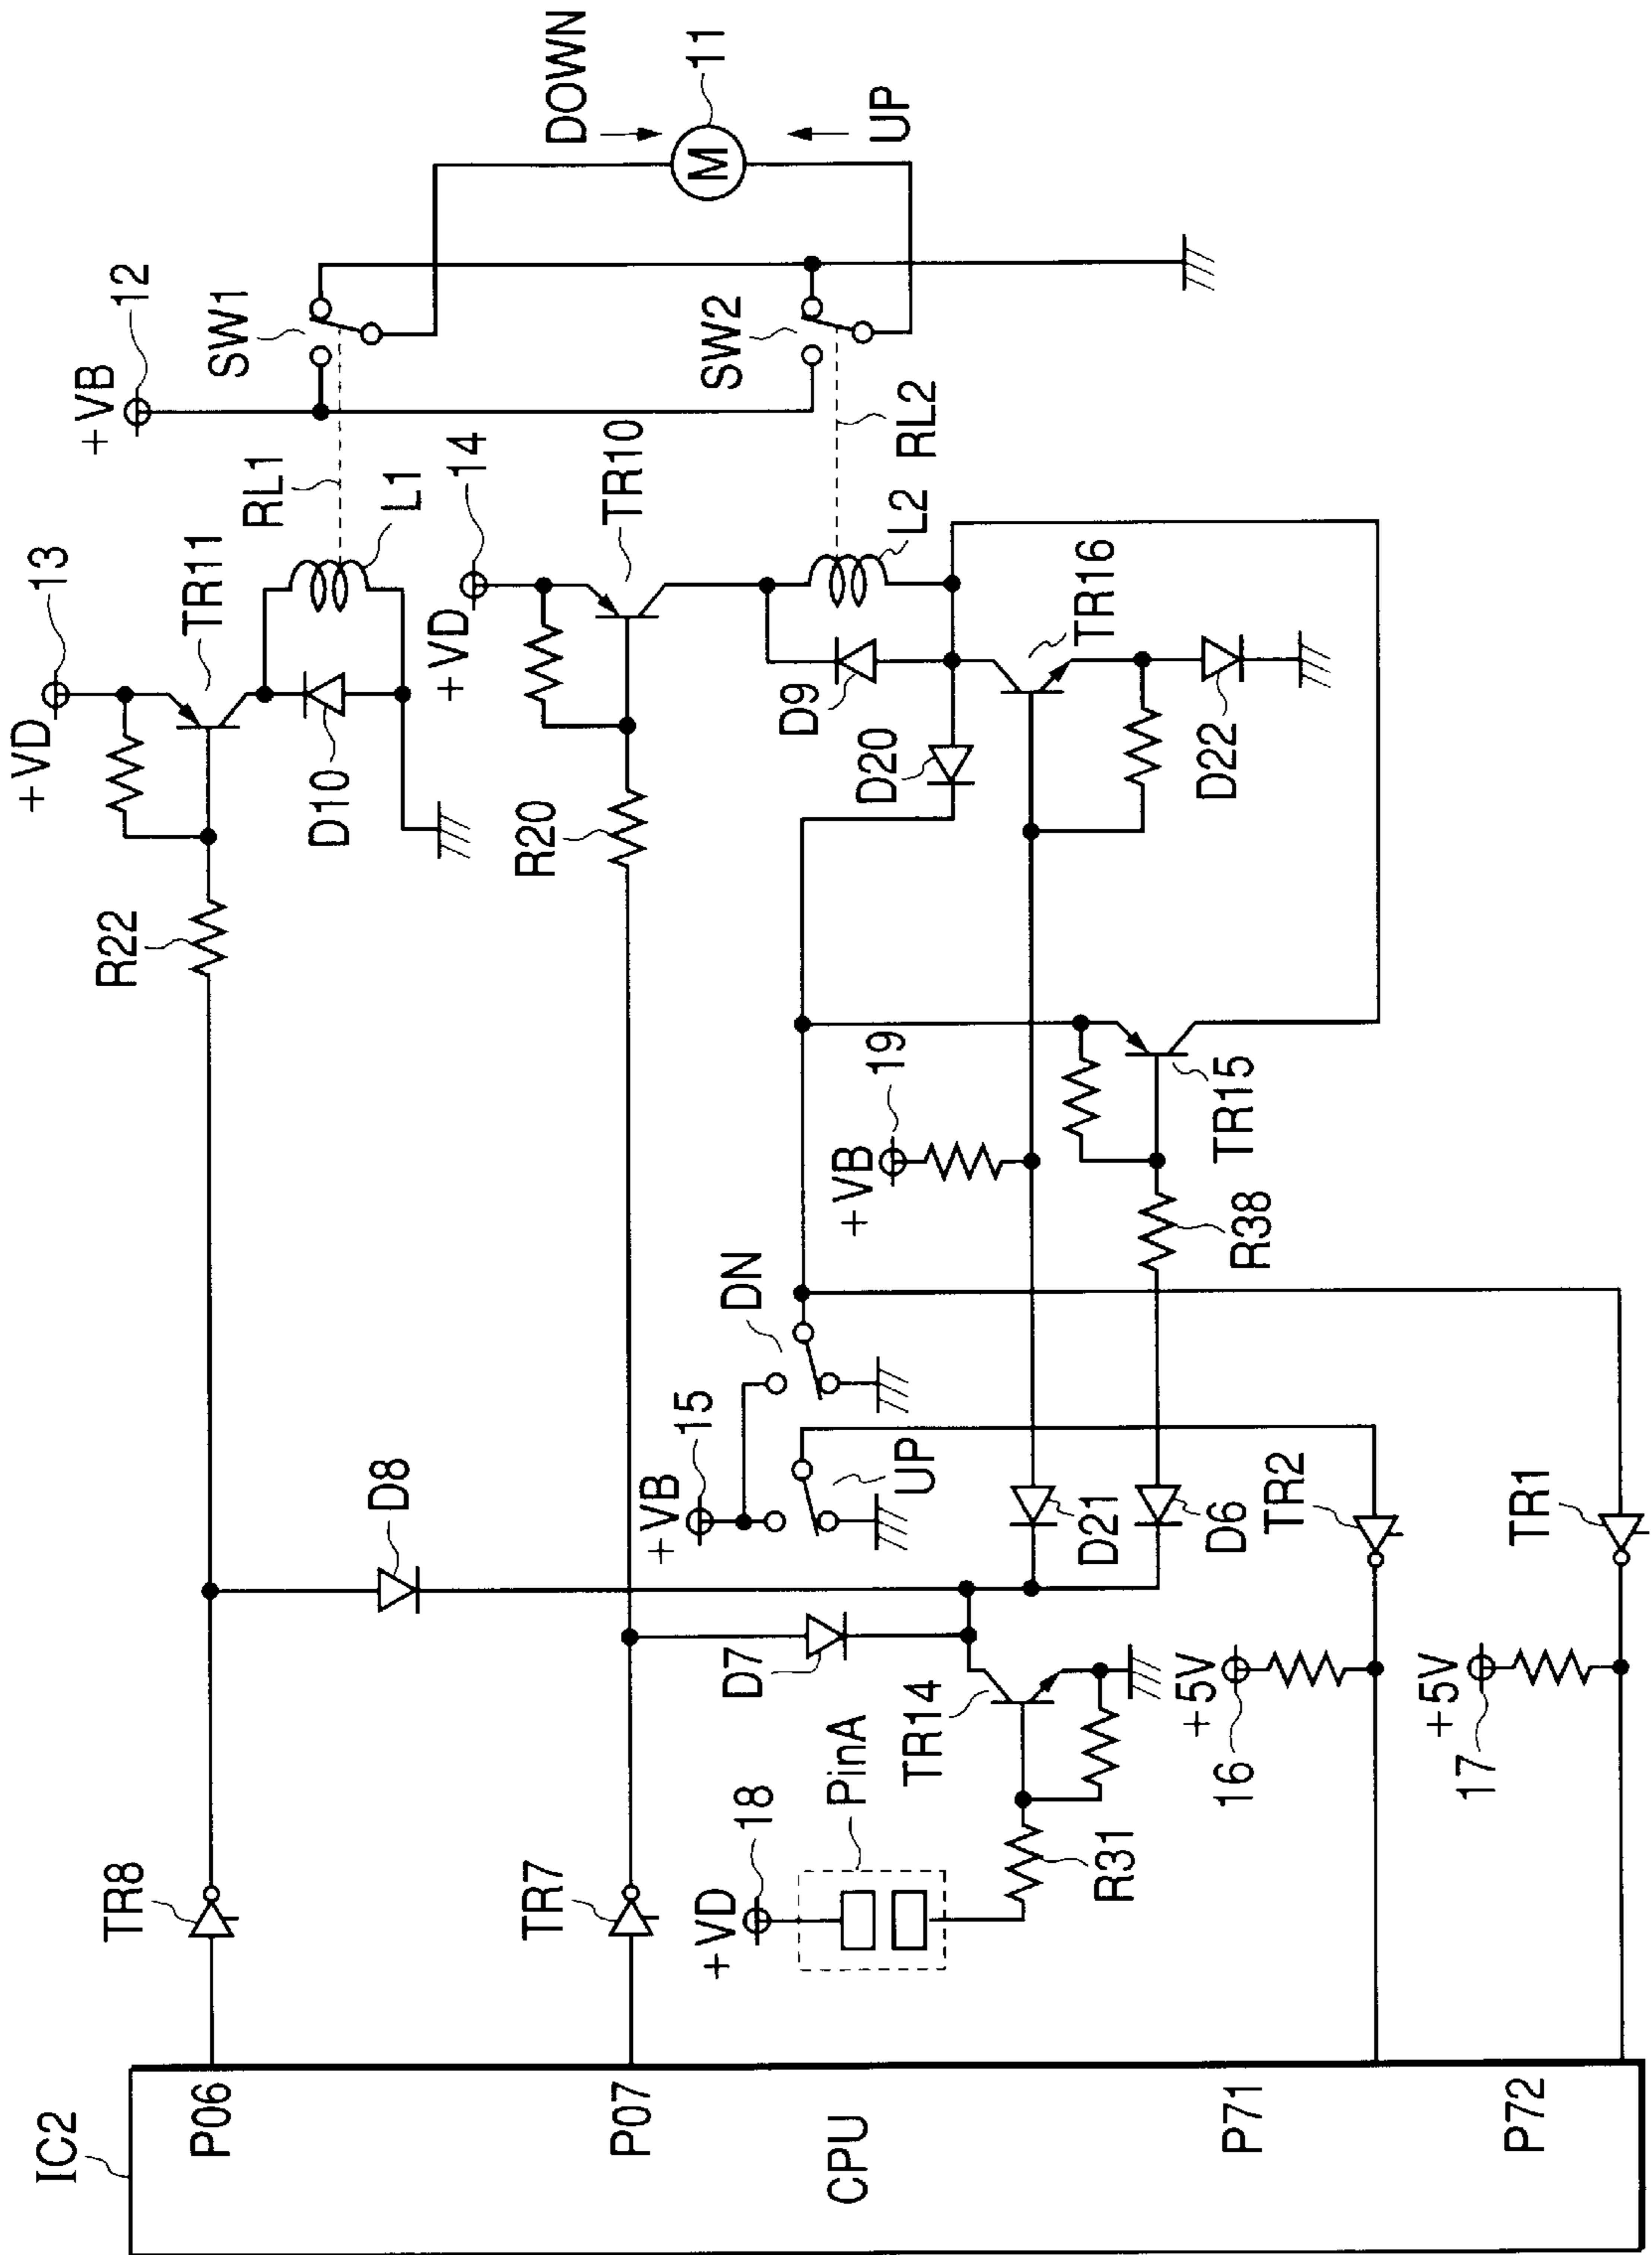 IC2
CPU
P06
P07
P71
P72
TR8
TR7
+VD
18
PinA
R31
TR14
D7
D8
+5V
16
+5V
17
TR2
TR1
D21
D6
+VB
15
UP
DN
+VB
19
R38
TR15
R22
R20
+VD
13
TR11
D10
L1
RL1
+VD
14
TR10
D9
D20
L2
RL2
TR16
D22
+VB
12
SW1
SW2
DOWN
11
M
UP